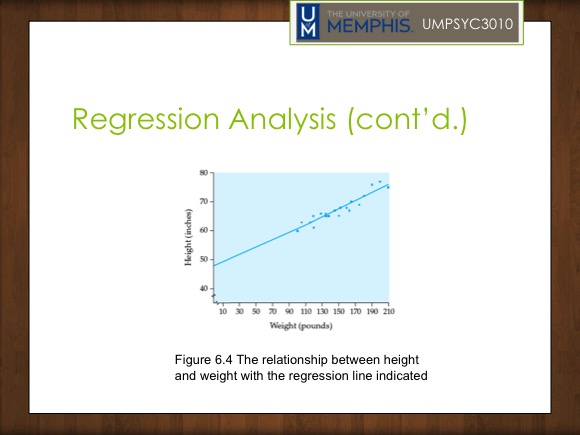 UM
THE UNIVERSITY OF
MEMPHIS.
UMPSYC3010
Regression Analysis (cont’d.)
Height (inches)
80
70
60
50
40
10 30 50 70 90 110 130 150 170 190 210
Weight (pounds)
Figure 6.4 The relationship between height
and weight with the regression line indicated